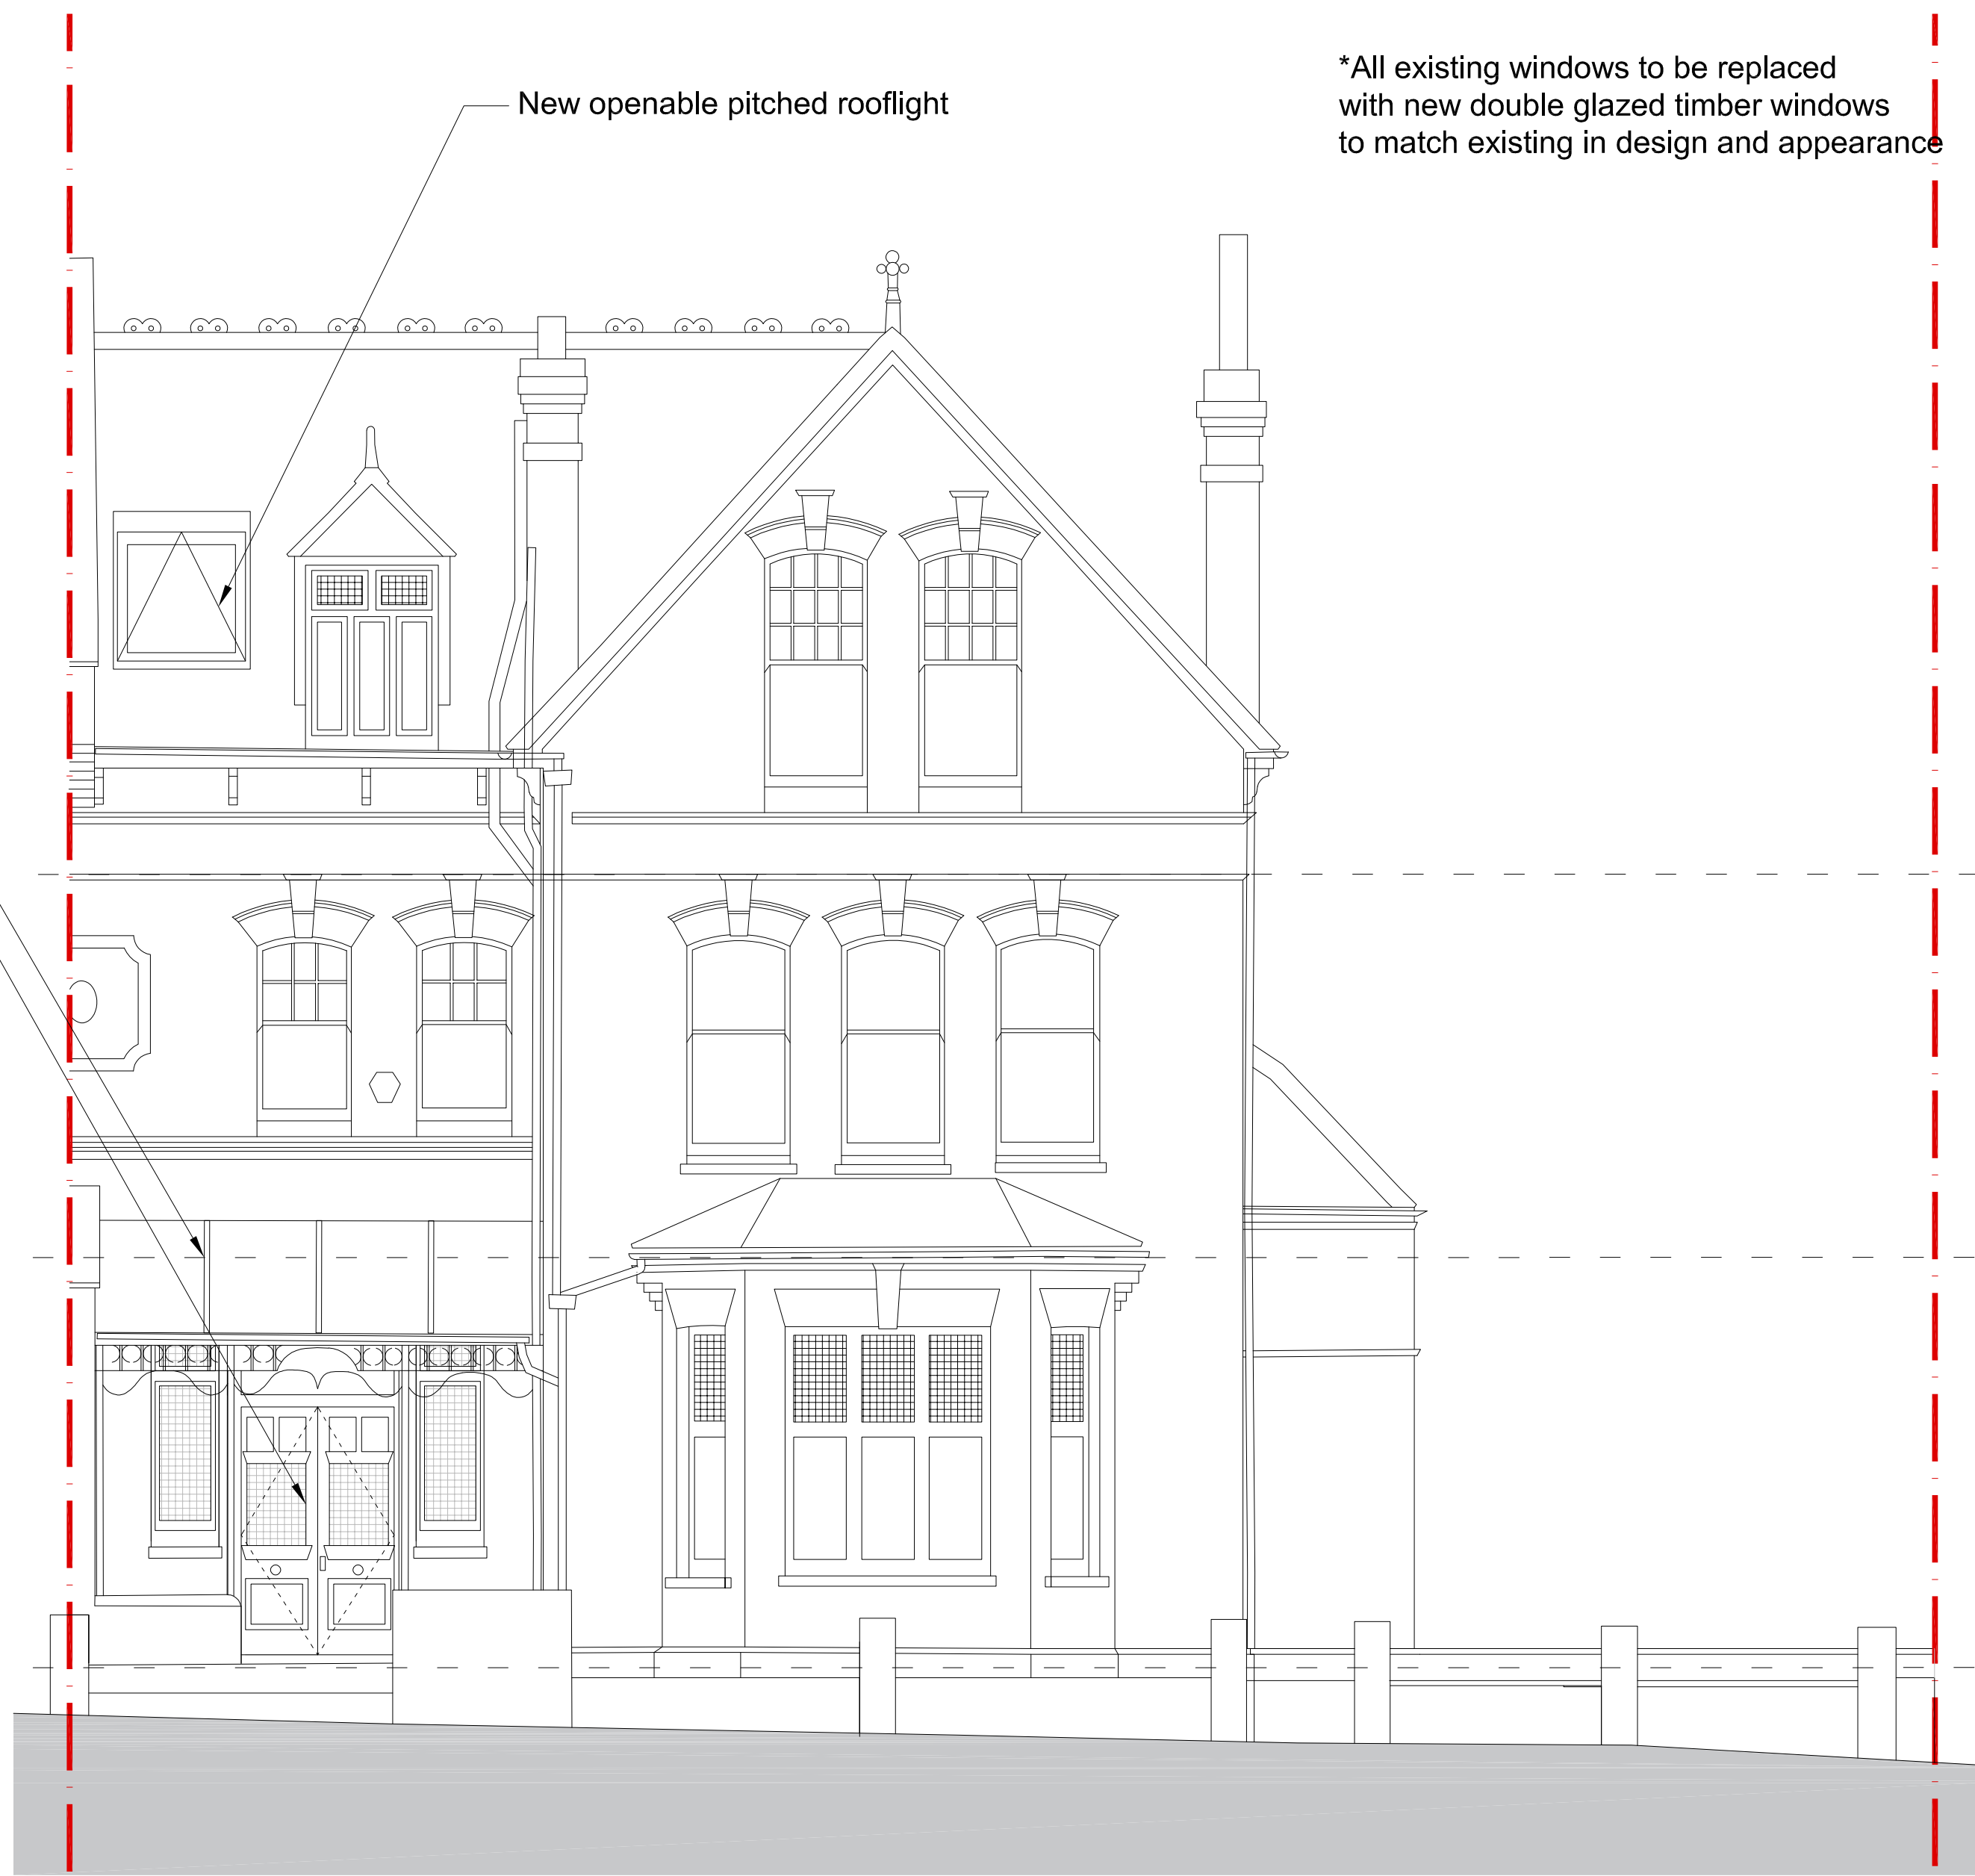 New openable pitched rooflight
*All existing windows to be replaced
with new double glazed timber windows
to match existing in design and appearance